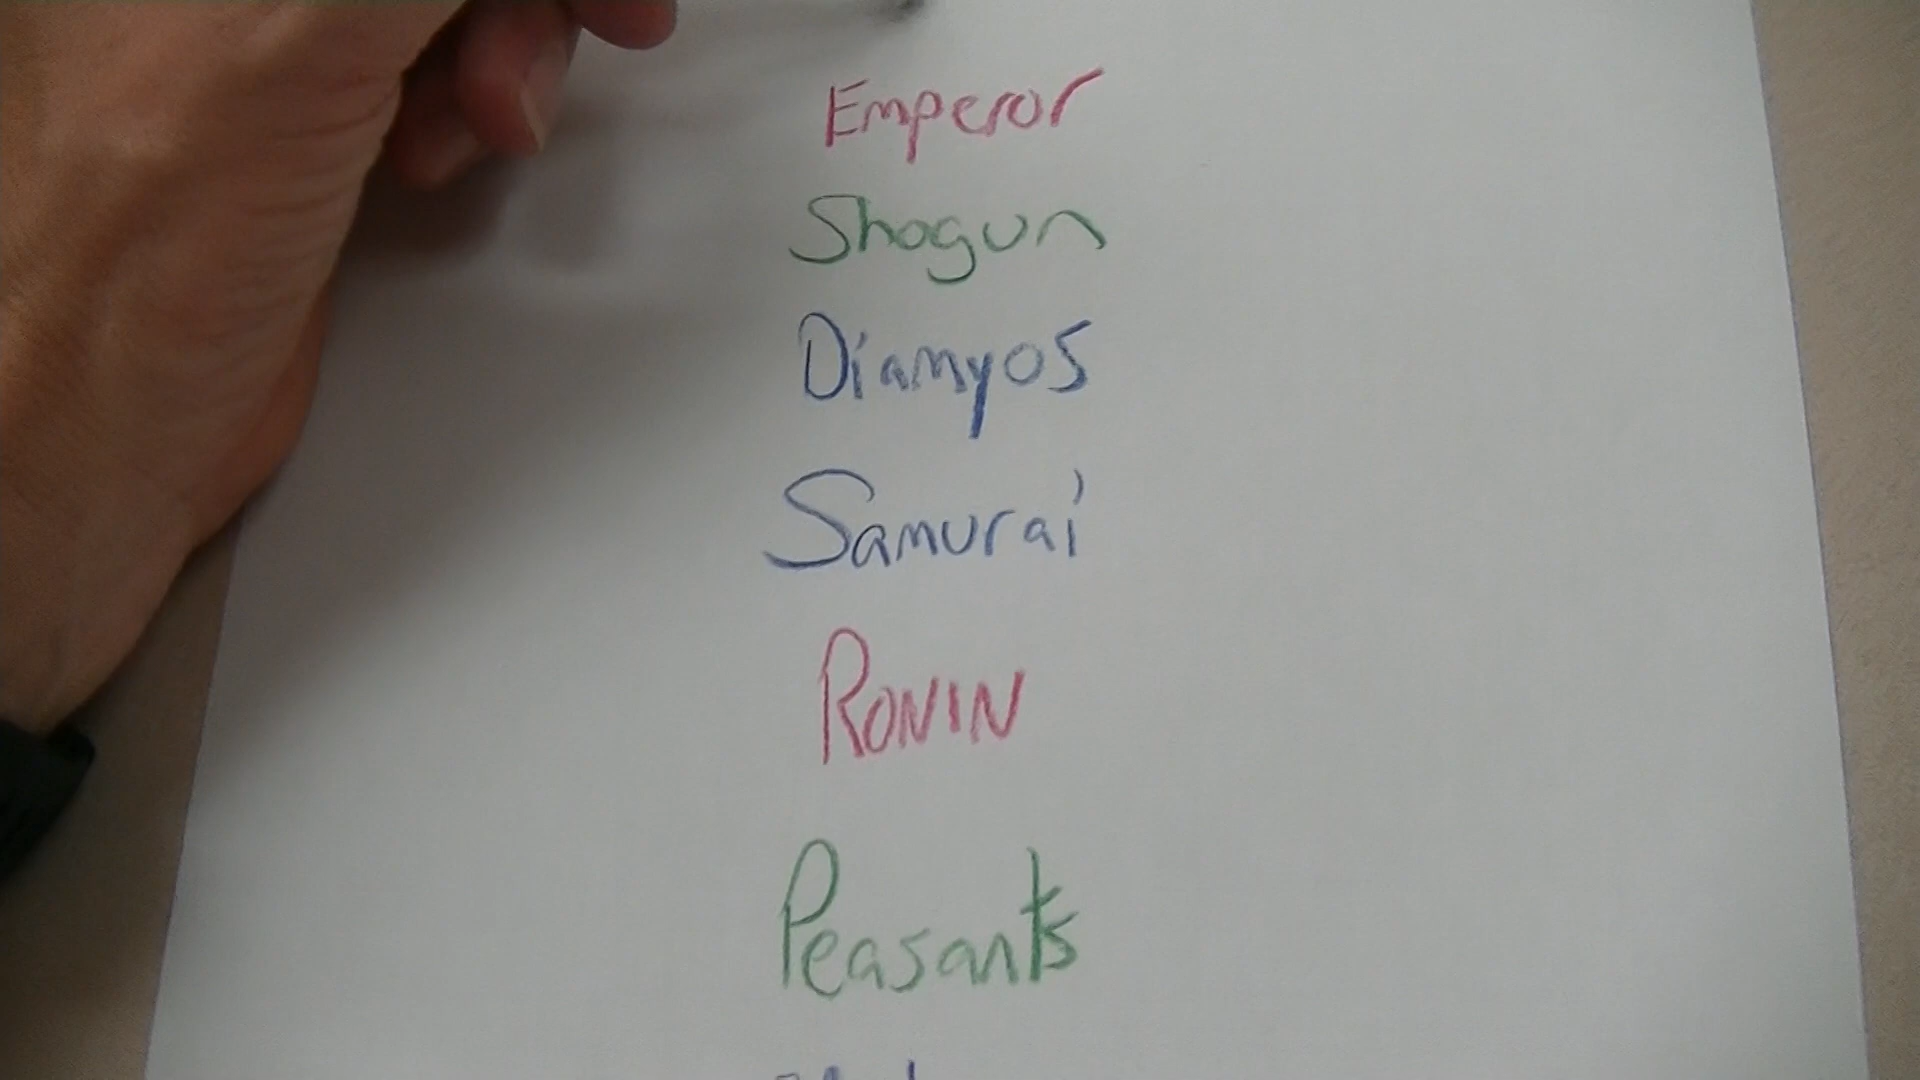 Emperor
Shogun
Diamyos
Samurai
RONIN
Peasants